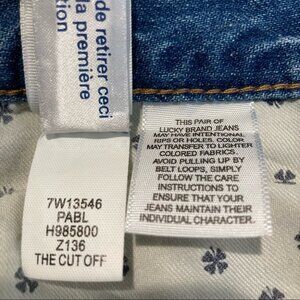 de retirer ceci
la première
tion
7W13546
PABL
H985800
Z136
THE CUT OFF
THIS PAIR OF
LUCKY BRAND JEANS
MAY HAVE INTENTIONAL
RIPS OR HOLES. COLOR
MAY TRANSFER TO LIGHTER
COLORED FABRICS.
AVOID PULLING UP BY
BELT LOOPS, SIMPLY
FOLLOW THE CARE
INSTRUCTIONS TO
ENSURE THAT YOUR
JEANS MAINTAIN THEIR
INDIVIDUAL CHARACTER.